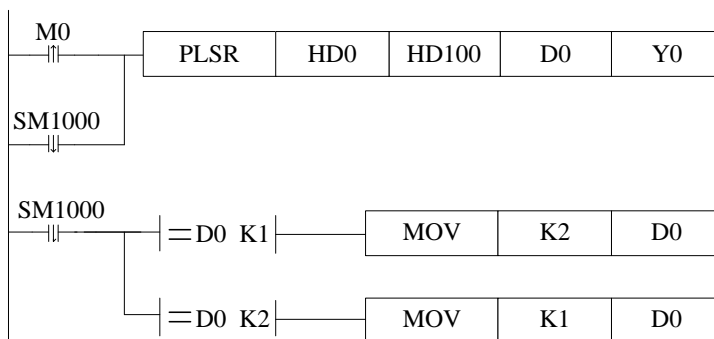 M0
PLSR HD0 HD100 D0 Y0
SM1000
SM1000
=D0 K1 MOV K2 D0
=D0 K2 MOV K1 D0